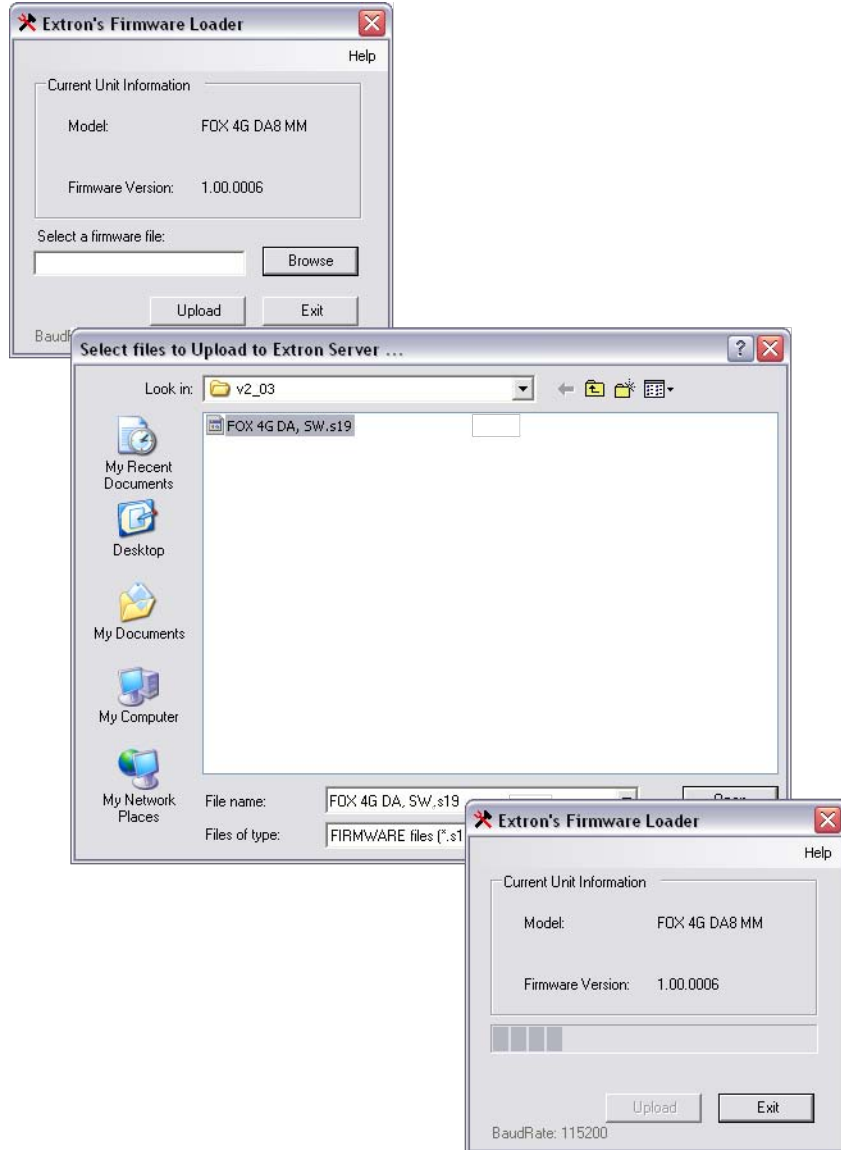 Extron's Firmware Loader
Help
Current Unit Information
Model: FOX 4G DA8 MM
Firmware Version: 1.00.0006
Select a firmware file:
Browse
Upload Exit
Select files to Upload to Extron Server ...
Look in: v2_03
FOX 4G DA, SW.s19
My Recent
Documents
Desktop
My Documents
My Computer
My Network
Places
File name: FOX 4G DA, SW,s19
Files of type: FIRMWARE files (*.s1
Extron's Firmware Loader
Help
Current Unit Information
Model: FOX 4G DA8 MM
Firmware Version: 1.00.0006
Upload Exit
BaudRate: 115200